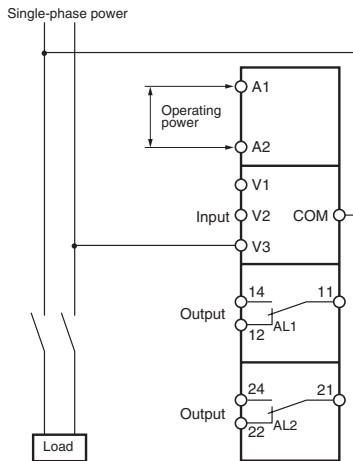 Single-phase power
A1
Operating
power
A2
V1
Input V2 COM
V3
14 11
Output
12 AL1
24 21
Output
22 AL2
Load